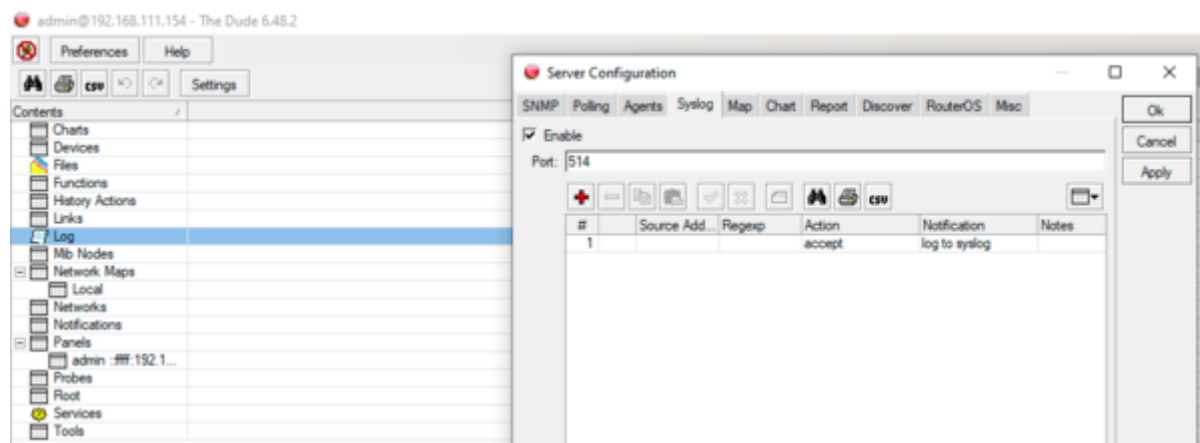 admin@192.168.111.154 - The Dude 6.48.2
Preferences Help
csv Settings
Contents
Charts
Devices
Files
Functions
History Actions
Links
Log
Mib Nodes
Network Maps
Local
Networks
Notifications
Panels
admin ::ffff:192.1...
Probes
Root
Services
Tools
Server Configuration
SNMP Polling Agents Syslog Map Chart Report Discover RouterOS Misc
Ok
Cancel
Apply
Enable
Port: 514
csv
# Source Add... Regexp Action Notification Notes
1 accept log to syslog